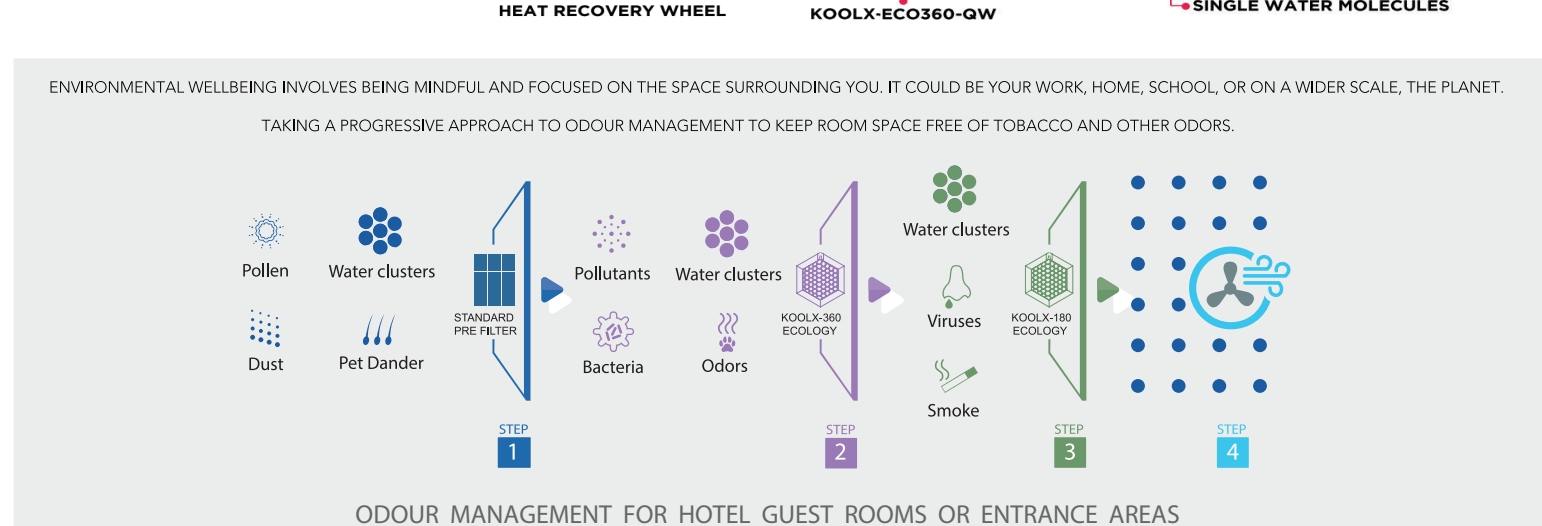 HEAT RECOVERY WHEEL
KOOLX-ECO360-QW
SINGLE WATER MOLECULES
ENVIRONMENTAL WELLBEING INVOLVES BEING MINDFUL AND FOCUSED ON THE SPACE SURROUNDING YOU. IT COULD BE YOUR WORK, HOME, SCHOOL, OR ON A WIDER SCALE, THE PLANET.
TAKING A PROGRESSIVE APPROACH TO ODOUR MANAGEMENT TO KEEP ROOM SPACE FREE OF TOBACCO AND OTHER ODORS.
Pollen
Water clusters
Dust
Pet Dander
STANDARD
PRE FILTER
STEP
1
Pollutants
Water clusters
Bacteria
Odors
KOOLX-360
ECOLOGY
STEP
2
Water clusters
Viruses
Smoke
KOOLX-180
ECOLOGY
STEP
3
STEP
4
ODOUR MANAGEMENT FOR HOTEL GUEST ROOMS OR ENTRANCE AREAS